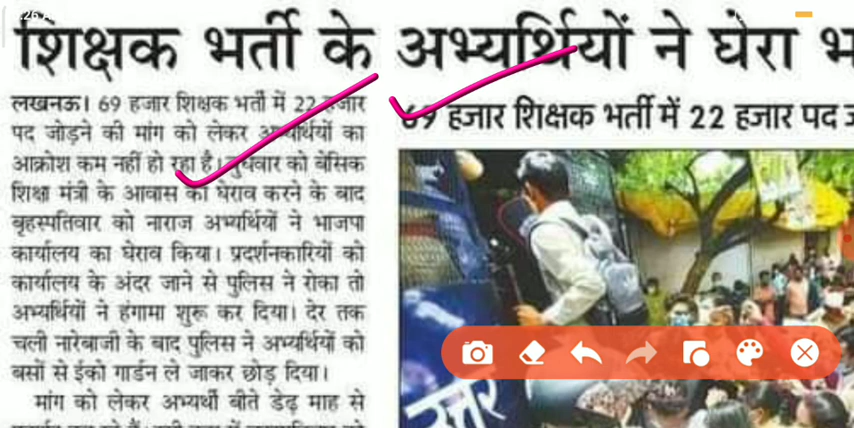 शिक्षक भर्ती के अभ्यर्थियों ने घेरा
69 हजार शिक्षक भर्ती में 22 हजार पद
लखनऊ। 69 हजार शिक्षक भर्ती में 22 हजार
पद जोड़ने की मांग को लेकर अभ्यर्थियों का
आक्रोश कम नहीं हो रहा है। बुधवार को बेसिक
शिक्षा मंत्री के आवास का घेराव करने के बाद
बृहस्पतिवार को नाराज अभ्यर्थियों ने भाजपा
कार्यालय का घेराव किया। प्रदर्शनकारियों को
कार्यालय के अंदर जाने से पुलिस ने रोका तो
अभ्यर्थियों ने हंगामा शुरू कर दिया। देर तक
चली नारेबाजी के बाद पुलिस ने अभ्यर्थियों को
बसों से ईको गार्डन ले जाकर छोड़ दिया।
मांग को लेकर अभ्यर्थी बीते डेढ़ माह से
उत्तर